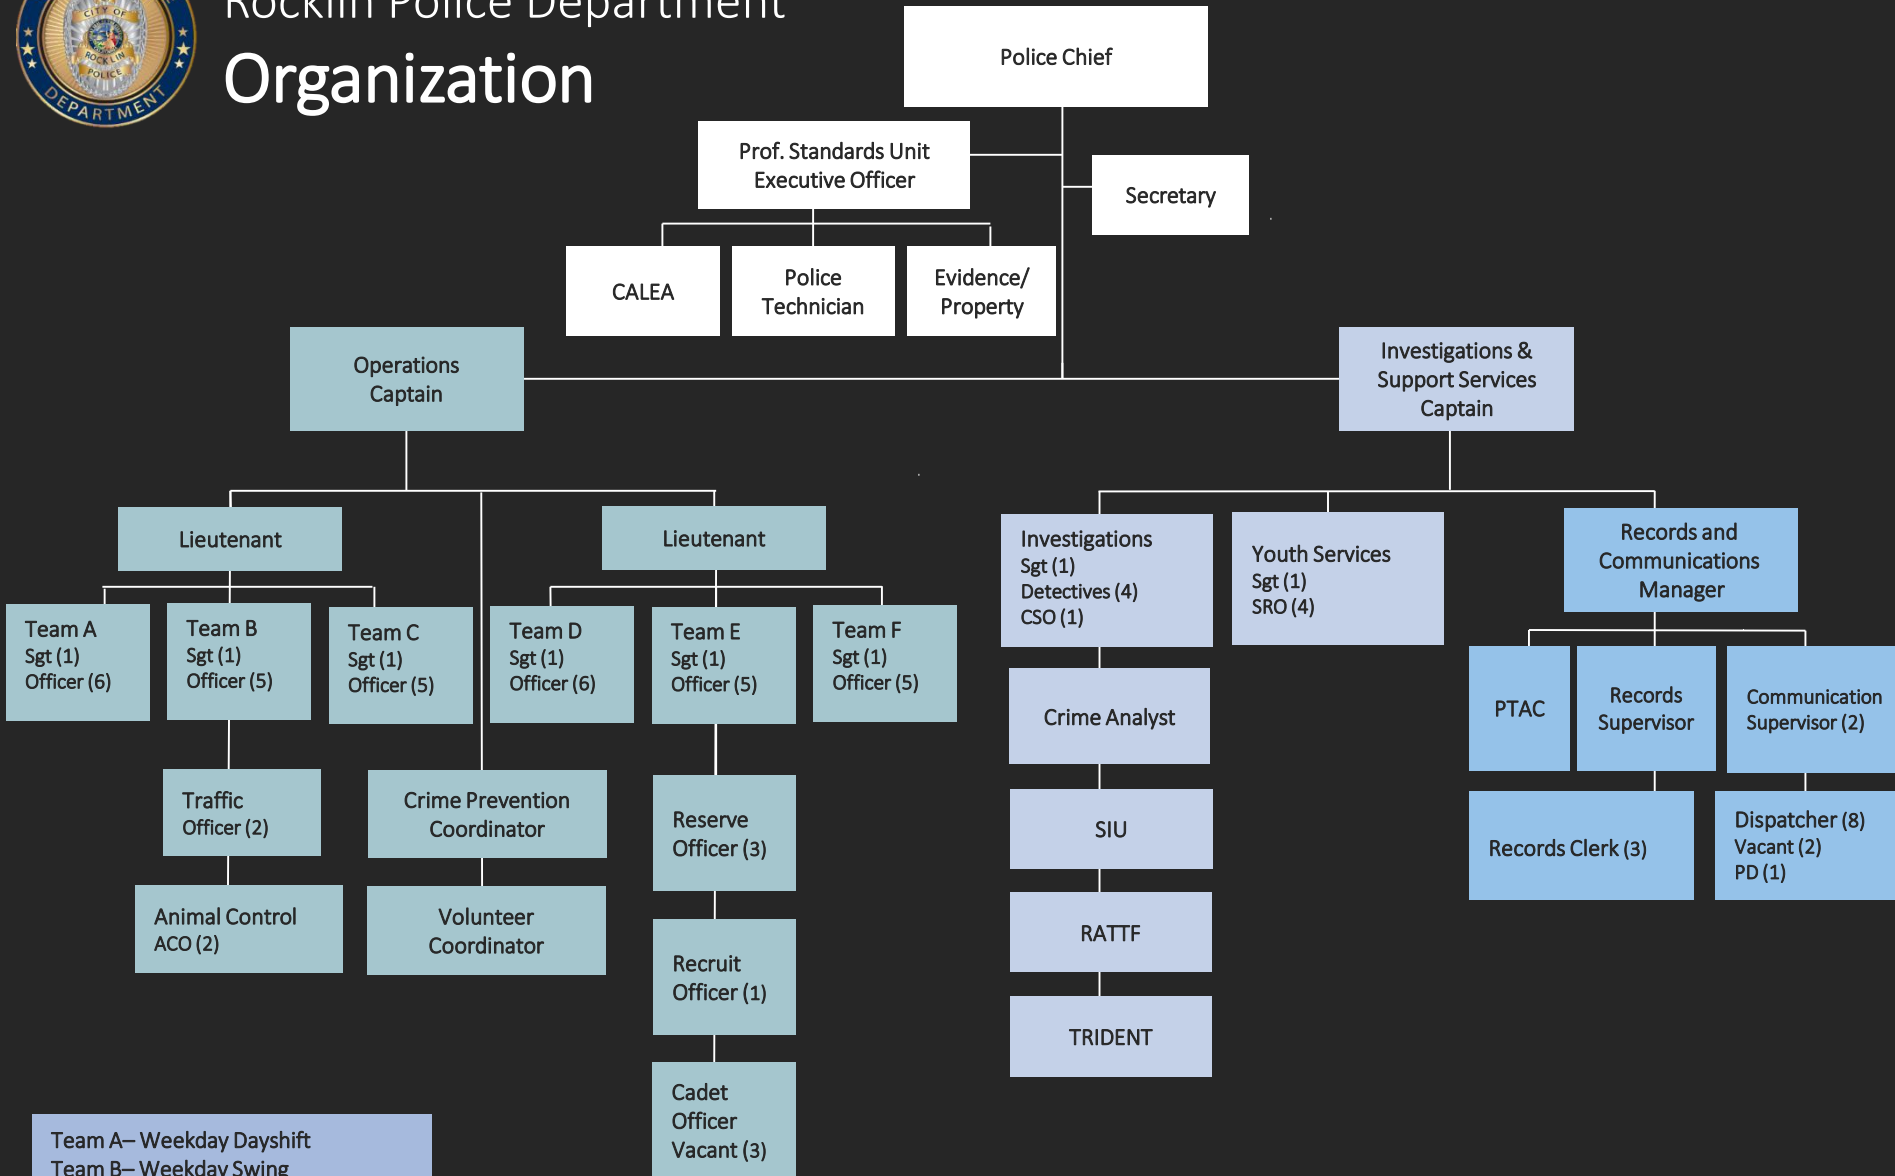 Rocklin Police Department
Organization
CITY OF
ROCKLIN
POLICE
DEPARTMENT
Police Chief
Prof. Standards Unit
Executive Officer
Secretary
CALEA
Police
Technician
Evidence/
Property
Operations
Captain
Investigations &
Support Services
Captain
Lieutenant
Lieutenant
Team A
Sgt (1)
Officer (6)
Team B
Sgt (1)
Officer (5)
Team C
Sgt (1)
Officer (5)
Team D
Sgt (1)
Officer (6)
Team E
Sgt (1)
Officer (5)
Team F
Sgt (1)
Officer (5)
Traffic
Officer (2)
Animal Control
ACO (2)
Crime Prevention
Coordinator
Volunteer
Coordinator
Reserve
Officer (3)
Recruit
Officer (1)
Cadet
Officer
Vacant (3)
Investigations
Sgt (1)
Detectives (4)
CSO (1)
Crime Analyst
SIU
RATTF
TRIDENT
Youth Services
Sgt (1)
SRO (4)
Records and
Communications
Manager
PTAC
Records
Supervisor
Communication
Supervisor (2)
Records Clerk (3)
Dispatcher (8)
Vacant (2)
PD (1)
Team A– Weekday Dayshift
Team B– Weekday Swing